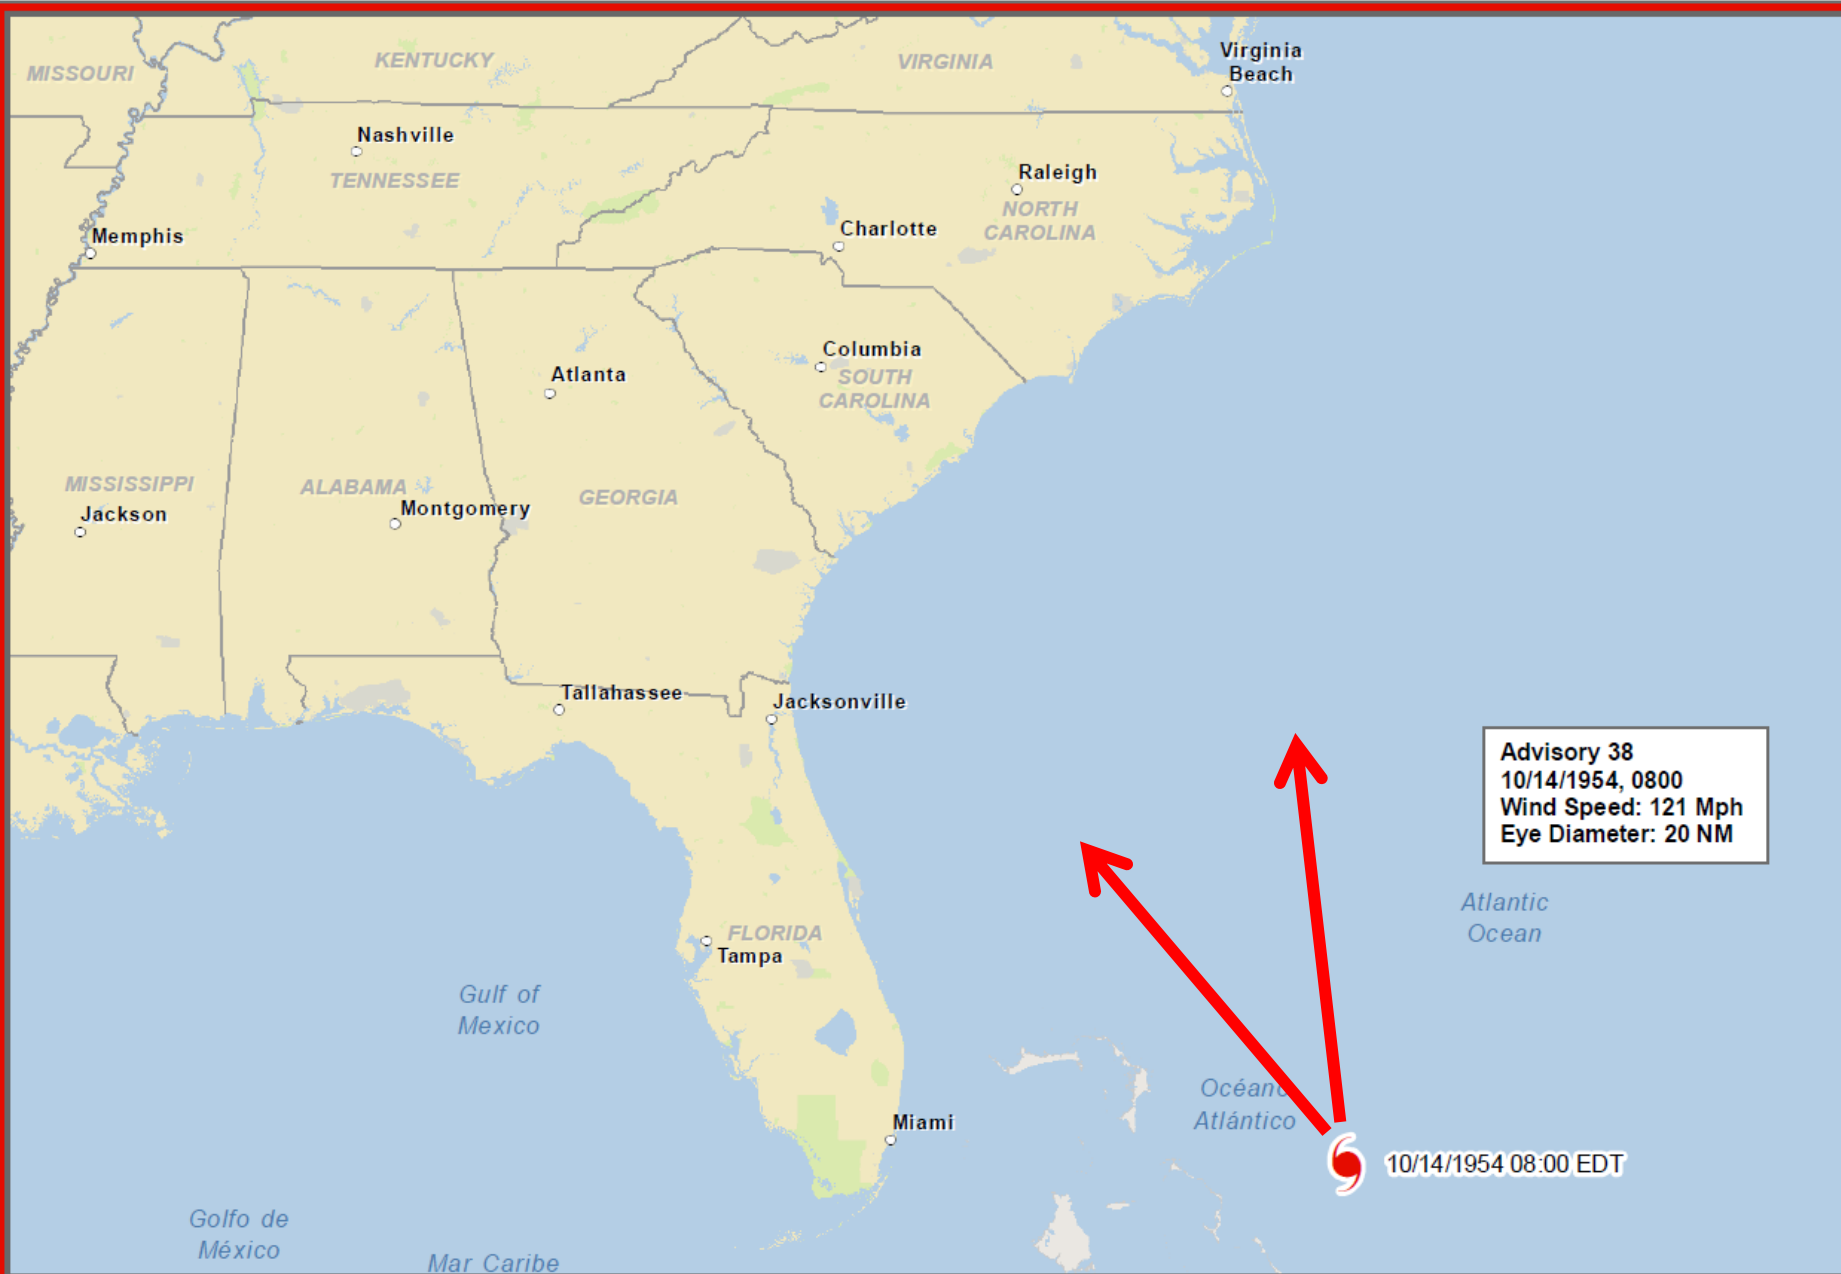 MISSOURI
KENTUCKY
VIRGINIA
Virginia
Beach
Nashville
TENNESSEE
Raleigh
NORTH
CAROLINA
Memphis
Charlotte
Columbia
SOUTH
CAROLINA
Atlanta
MISSISSIPPI
Jackson
ALABAMA
Montgomery
GEORGIA
Tallahassee
Jacksonville
Advisory 38
10/14/1954, 0800
Wind Speed: 121 Mph
Eye Diameter: 20 NM
Atlantic
Ocean
FLORIDA
Tampa
Gulf of
Mexico
Océano
Atlántico
Miami
10/14/1954 08:00 EDT
Golfo de
México
Mar Caribe